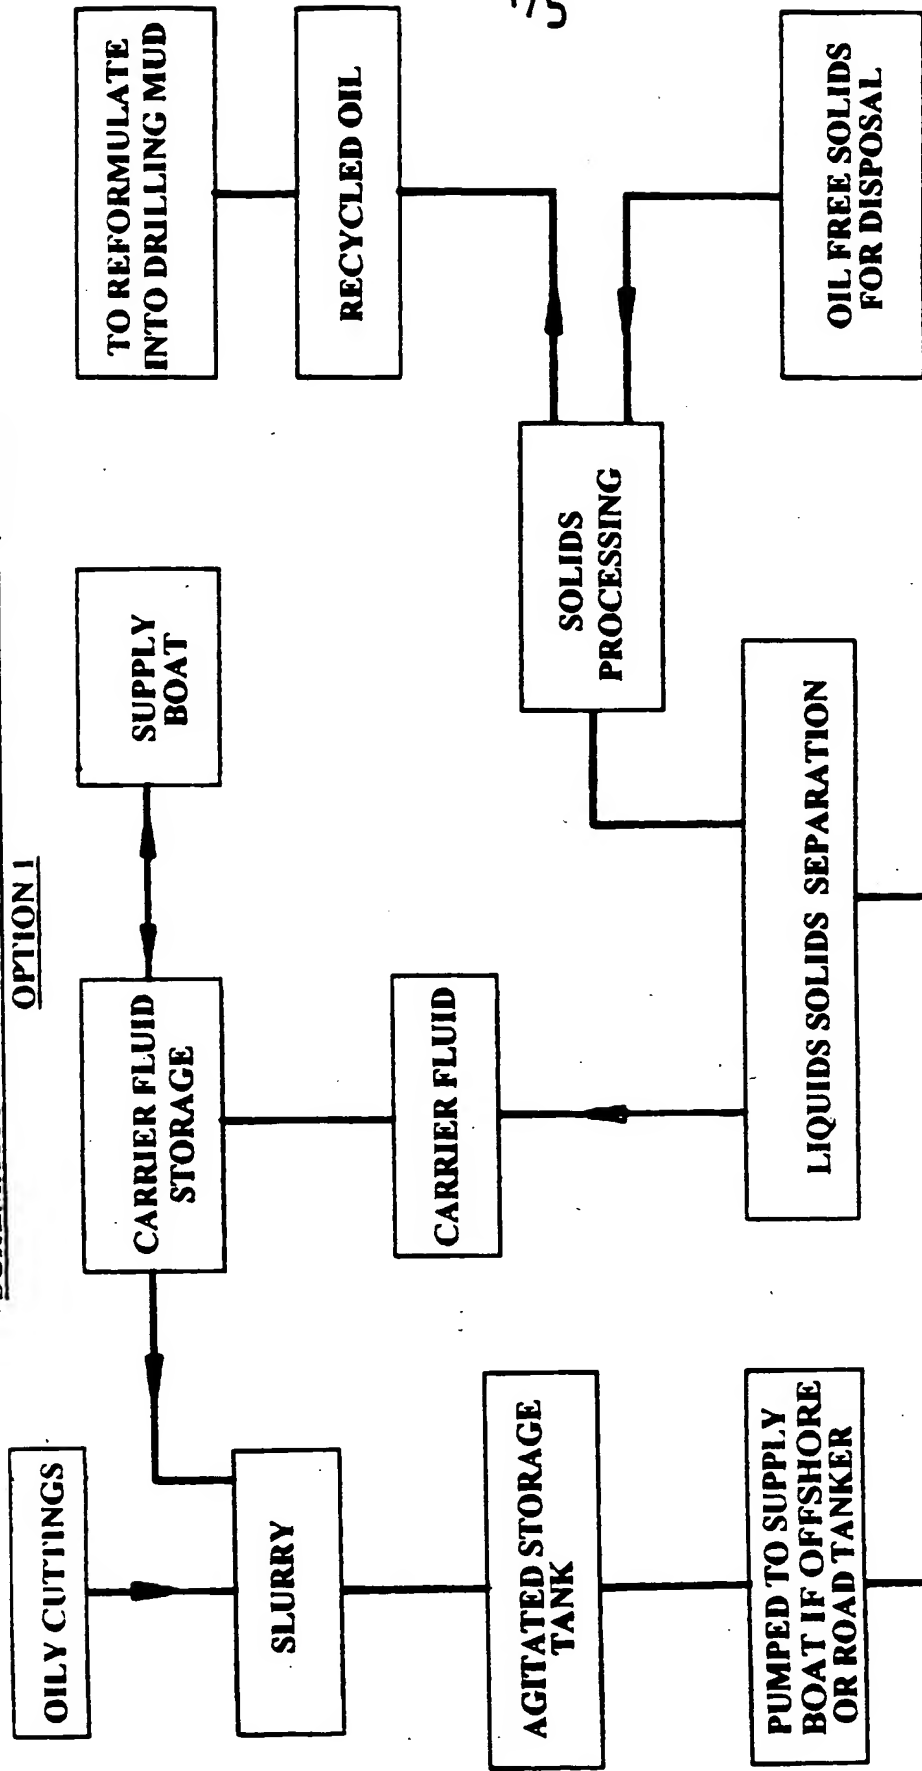 OPTION 1
OILY CUTTINGS
SLURRY
AGITATED STORAGE
TANK
PUMPED TO SUPPLY
BOAT IF OFFSHORE
OR ROAD TANKER
CARRIER FLUID
STORAGE
CARRIER FLUID
LIQUIDS SOLIDS SEPARATION
SUPPLY
BOAT
SOLIDS
PROCESSING
TO REFORMULATE
INTO DRILLING MUD
RECYCLED OIL
OIL FREE SOLIDS
FOR DISPOSAL
1/5